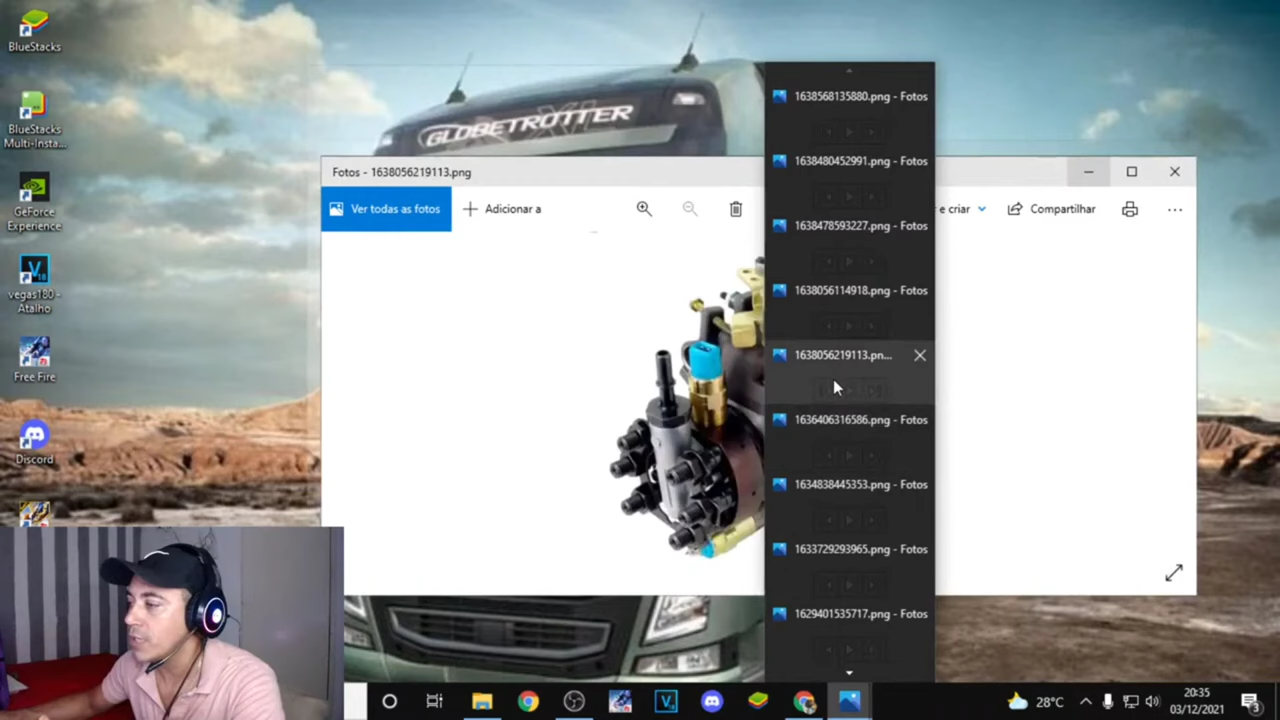 BlueStacks
BlueStacks
Multi-Insta...
GeForce
Experience
vegas180 -
Atalho
Free Fire
Discord
GLOBETROTTER
XL
Fotos - 1638056219113.png
Ver todas as fotos
Adicionar a
e criar
Compartilhar
1638568135880.png - Fotos
1638480452991.png - Fotos
1638478593227.png - Fotos
1638056114918.png - Fotos
1638056219113.pn...
1636406316586.png - Fotos
1634838445353.png - Fotos
1633729293965.png - Fotos
1629401535717.png - Fotos
28°C
20:35
03/12/2021
3